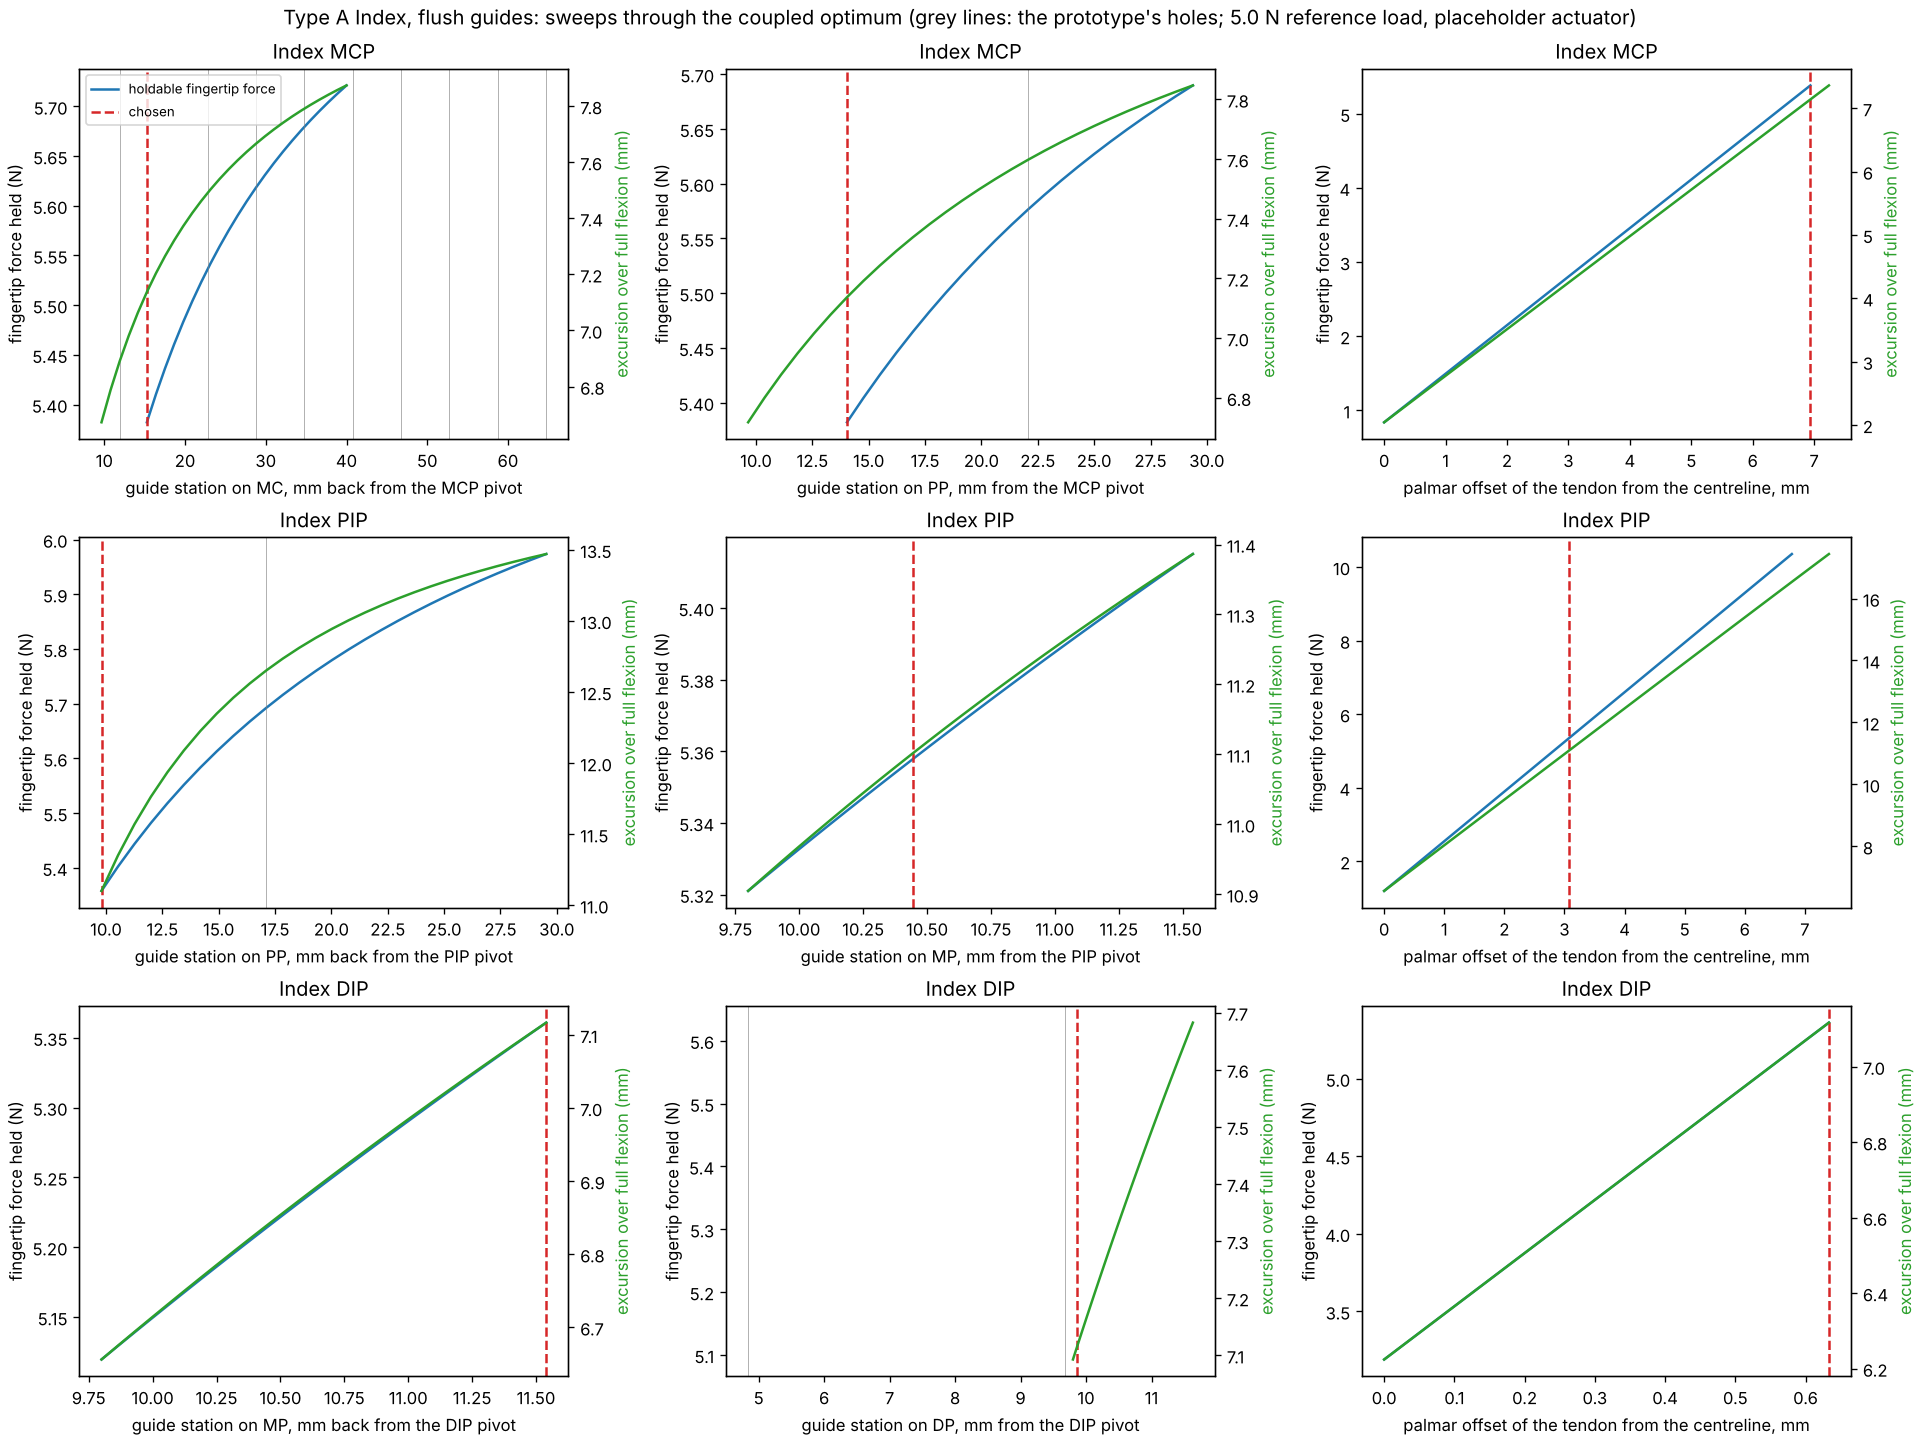 Type A Index, flush guides: sweeps through the coupled optimum (grey lines: the prototype's holes; 5.0 N reference load, placeholder actuator)
Index MCP
holdable fingertip force
chosen
fingertip force held (N)
5.70
5.65
5.60
5.55
5.50
5.45
5.40
7.8
7.6
7.4
7.2
7.0
6.8
excursion over full flexion (mm)
10 20 30 40 50 60
guide station on MC, mm back from the MCP pivot
Index MCP
fingertip force held (N)
5.70
5.65
5.60
5.55
5.50
5.45
5.40
7.8
7.6
7.4
7.2
7.0
6.8
excursion over full flexion (mm)
10.0 12.5 15.0 17.5 20.0 22.5 25.0 27.5 30.0
guide station on PP, mm from the MCP pivot
Index MCP
fingertip force held (N)
5
4
3
2
1
7
6
5
4
3
2
excursion over full flexion (mm)
0 1 2 3 4 5 6 7
palmar offset of the tendon from the centreline, mm
Index PIP
fingertip force held (N)
6.0
5.9
5.8
5.7
5.6
5.5
5.4
13.5
13.0
12.5
12.0
11.5
11.0
excursion over full flexion (mm)
10.0 12.5 15.0 17.5 20.0 22.5 25.0 27.5 30.0
guide station on PP, mm back from the PIP pivot
Index PIP
fingertip force held (N)
5.40
5.38
5.36
5.34
5.32
11.4
11.3
11.2
11.1
11.0
10.9
excursion over full flexion (mm)
9.75 10.00 10.25 10.50 10.75 11.00 11.25 11.50
guide station on MP, mm from the PIP pivot
Index PIP
fingertip force held (N)
10
8
6
4
2
16
14
12
10
8
excursion over full flexion (mm)
0 1 2 3 4 5 6 7
palmar offset of the tendon from the centreline, mm
Index DIP
fingertip force held (N)
5.35
5.30
5.25
5.20
5.15
7.1
7.0
6.9
6.8
6.7
excursion over full flexion (mm)
9.75 10.00 10.25 10.50 10.75 11.00 11.25 11.50
guide station on MP, mm back from the DIP pivot
Index DIP
fingertip force held (N)
5.6
5.5
5.4
5.3
5.2
5.1
7.7
7.6
7.5
7.4
7.3
7.2
7.1
excursion over full flexion (mm)
5 6 7 8 9 10 11
guide station on DP, mm from the DIP pivot
Index DIP
fingertip force held (N)
5.0
4.5
4.0
3.5
7.0
6.8
6.6
6.4
6.2
excursion over full flexion (mm)
0.0 0.1 0.2 0.3 0.4 0.5 0.6
palmar offset of the tendon from the centreline, mm